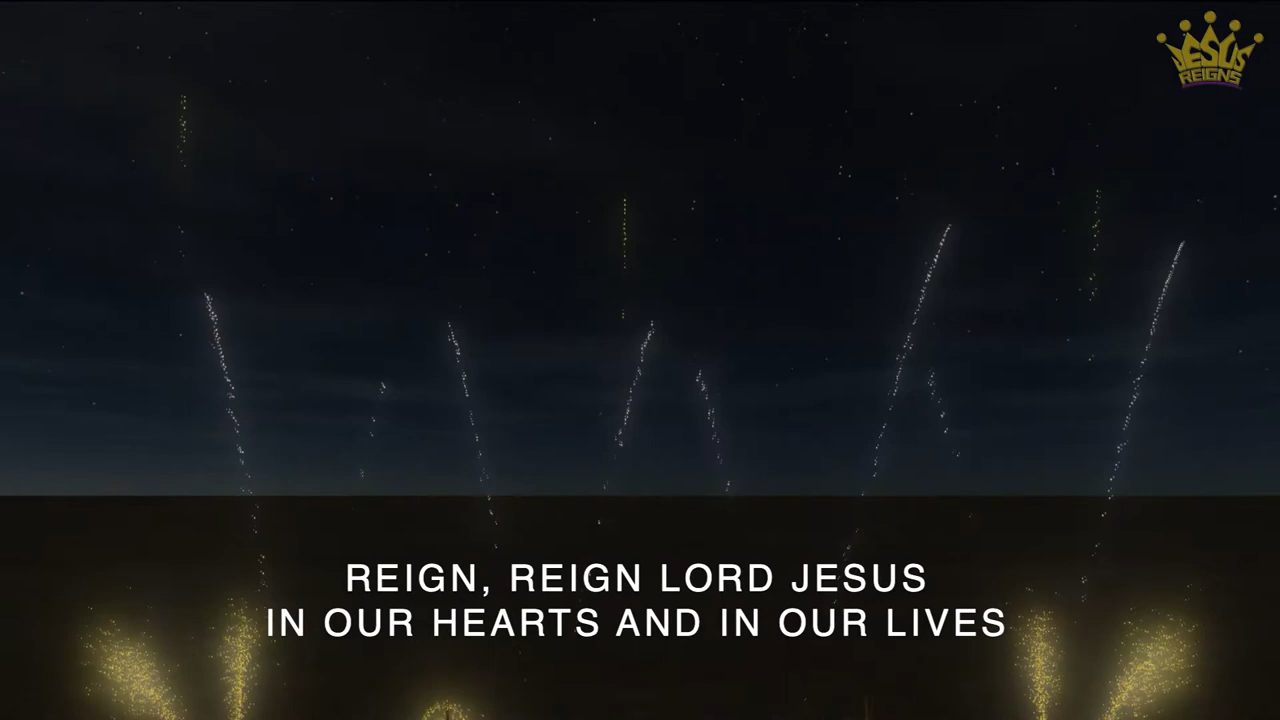 JESUS
REIGNS
REIGN, REIGN LORD JESUS
IN OUR HEARTS AND IN OUR LIVES